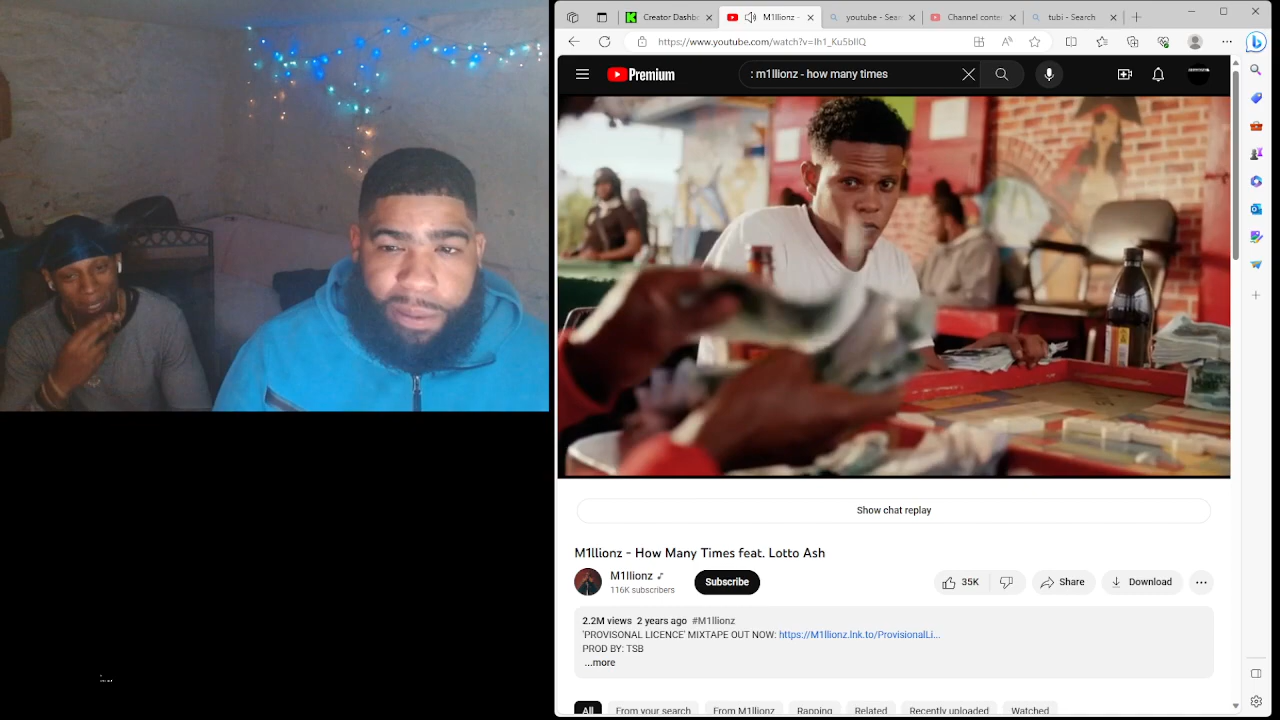 Creator Dashbo
M1llionz -
youtube - Sear
Channel conte
tubi - Search
https://www.youtube.com/watch?v=Ih1_Ku5bIIQ
Premium
: m1llionz - how many times
Show chat replay
M1llionz - How Many Times feat. Lotto Ash
M1llionz
116K subscribers
Subscribe
35K
Share
Download
2.2M views 2 years ago #M1llionz
'PROVISONAL LICENCE' MIXTAPE OUT NOW: https://M1llionz.lnk.to/ProvisionalLi...
PROD BY: TSB
...more
All
From your search
From M1llionz
Rapping
Related
Recently uploaded
Watched